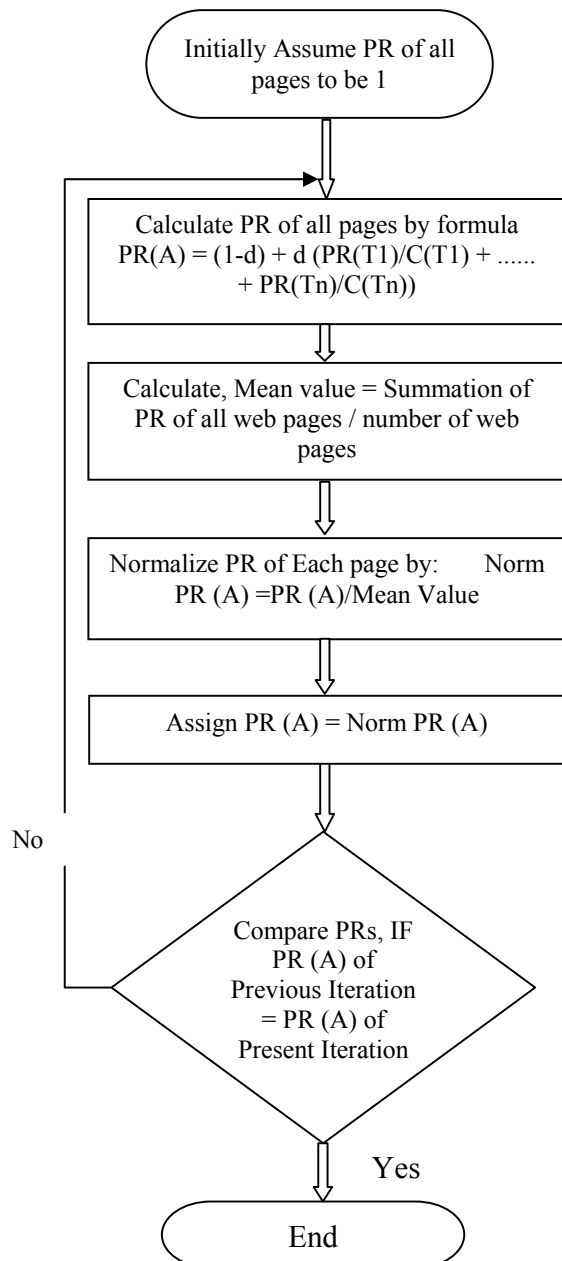 Initially Assume PR of all
pages to be 1
Calculate PR of all pages by formula
PR(A) = (1-d) + d (PR(T1)/C(T1) + ......
+ PR(Tn)/C(Tn))
Calculate, Mean value = Summation of
PR of all web pages / number of web
pages
Normalize PR of Each page by: Norm
PR (A) =PR (A)/Mean Value
Assign PR (A) = Norm PR (A)
No
Compare PRs, IF
PR (A) of
Previous Iteration
= PR (A) of
Present Iteration
Yes
End